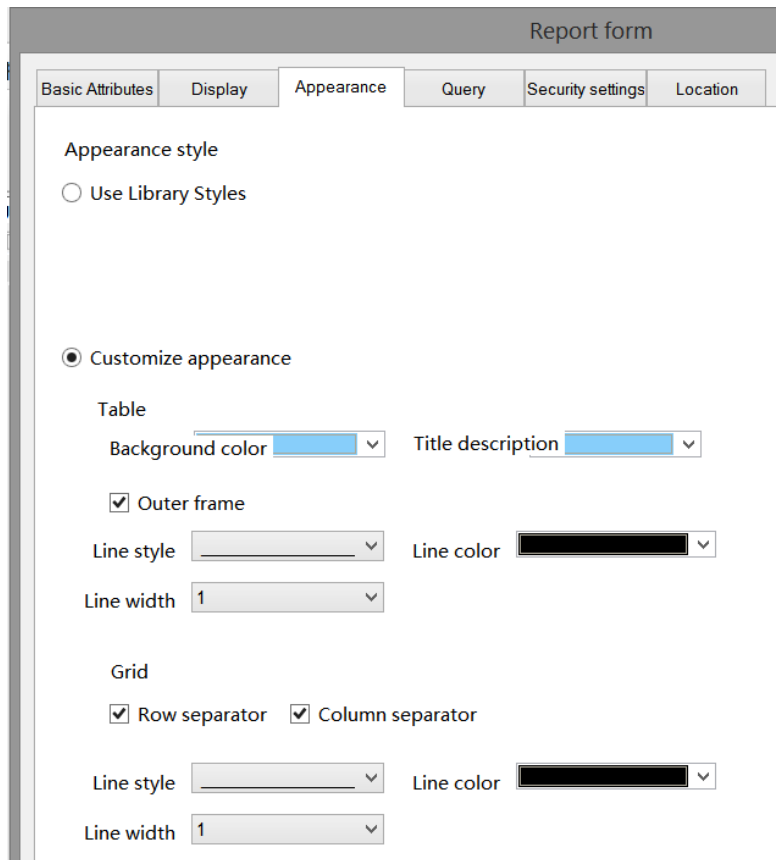 Report form
Basic Attributes Display Appearance Query Security settings Location
Appearance style
Use Library Styles
Customize appearance
Table
Background color Title description
Outer frame
Line style Line color
Line width 1
Grid
Row separator Column separator
Line style Line color
Line width 1